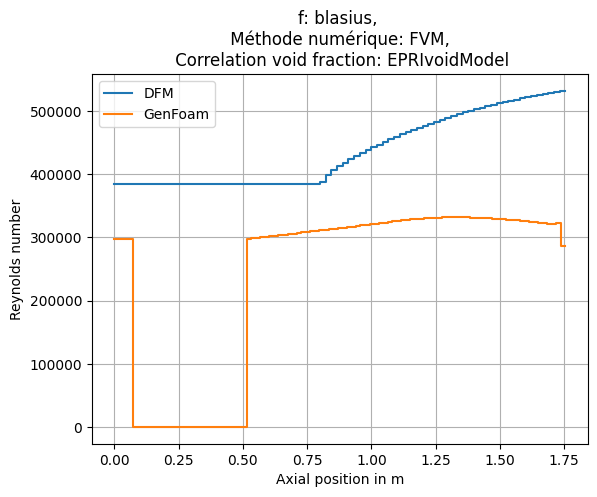 f: blasius,
Méthode numérique: FVM,
Correlation void fraction: EPRIvoidModel
DFM
GenFoam
500000
400000
300000
200000
100000
0
Reynolds number
0.00 0.25 0.50 0.75 1.00 1.25 1.50 1.75
Axial position in m